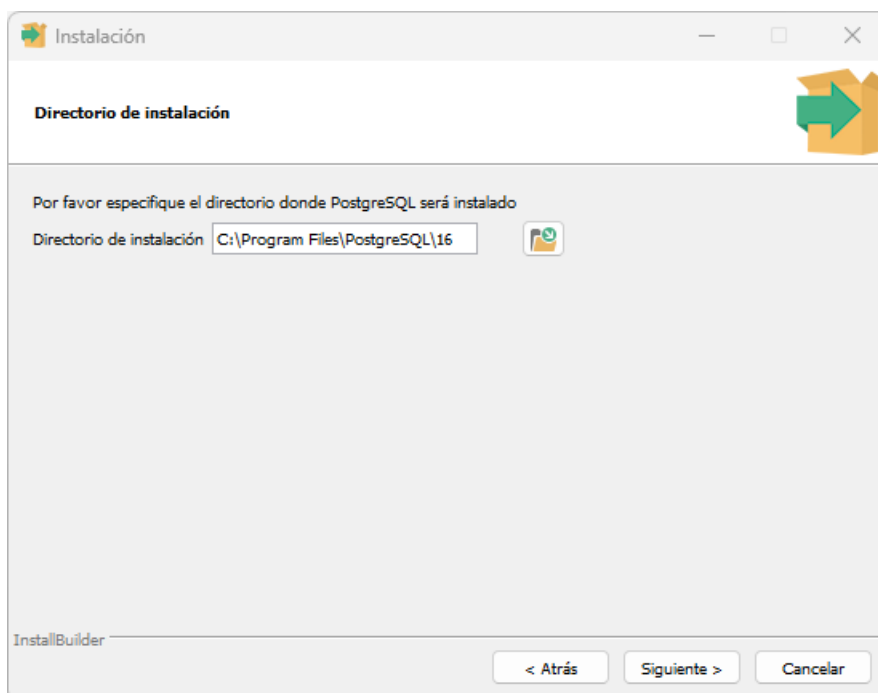 Instalación
Directorio de instalación
Por favor especifique el directorio donde PostgreSQL será instalado
Directorio de instalación C:\Program Files\PostgreSQL\16
InstallBuilder
< Atrás Siguiente > Cancelar